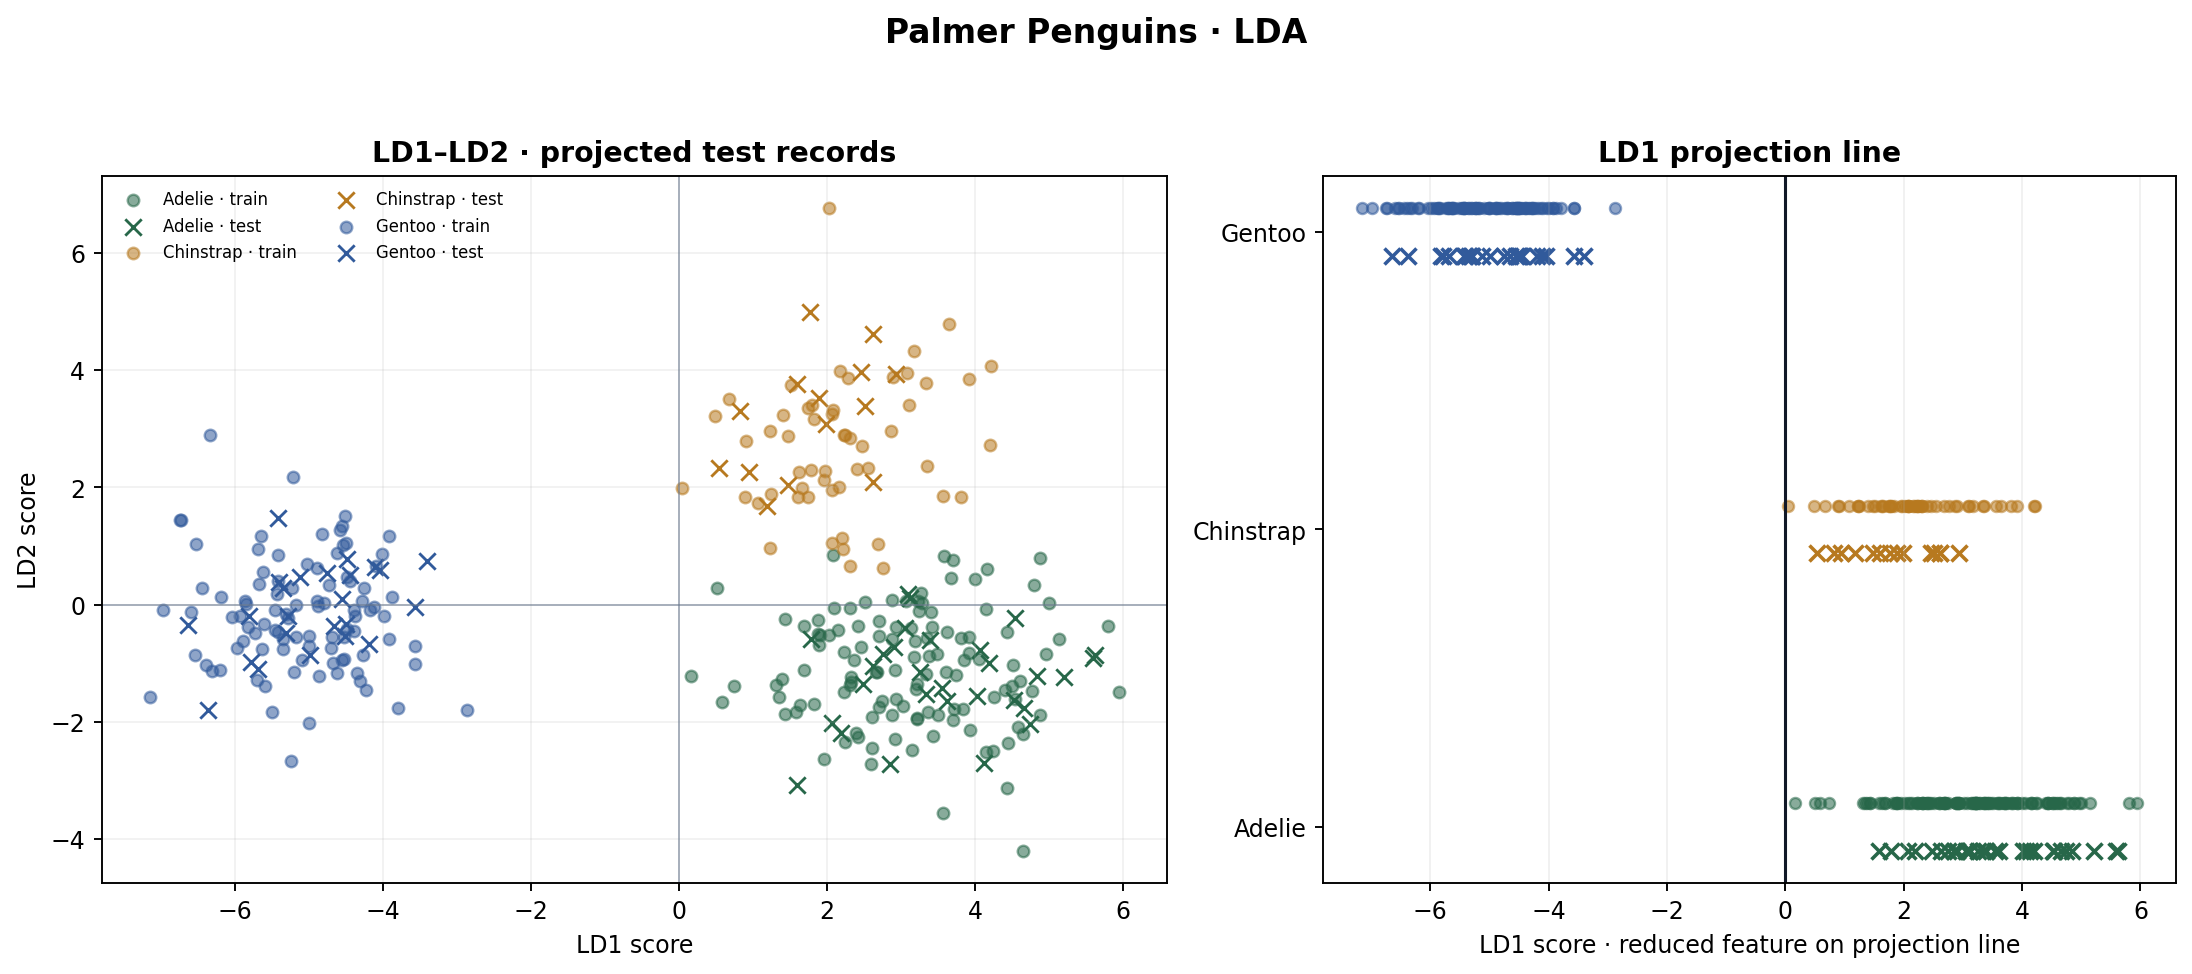 Palmer Penguins · LDA
LD1–LD2 · projected test records
Adelie · train
Adelie · test
Chinstrap · train
Chinstrap · test
Gentoo · train
Gentoo · test
LD2 score
6
4
2
0
−2
−4
−6
−4
−2
0
2
4
6
LD1 score
LD1 projection line
Gentoo
Chinstrap
Adelie
−6
−4
−2
0
2
4
6
LD1 score · reduced feature on projection line